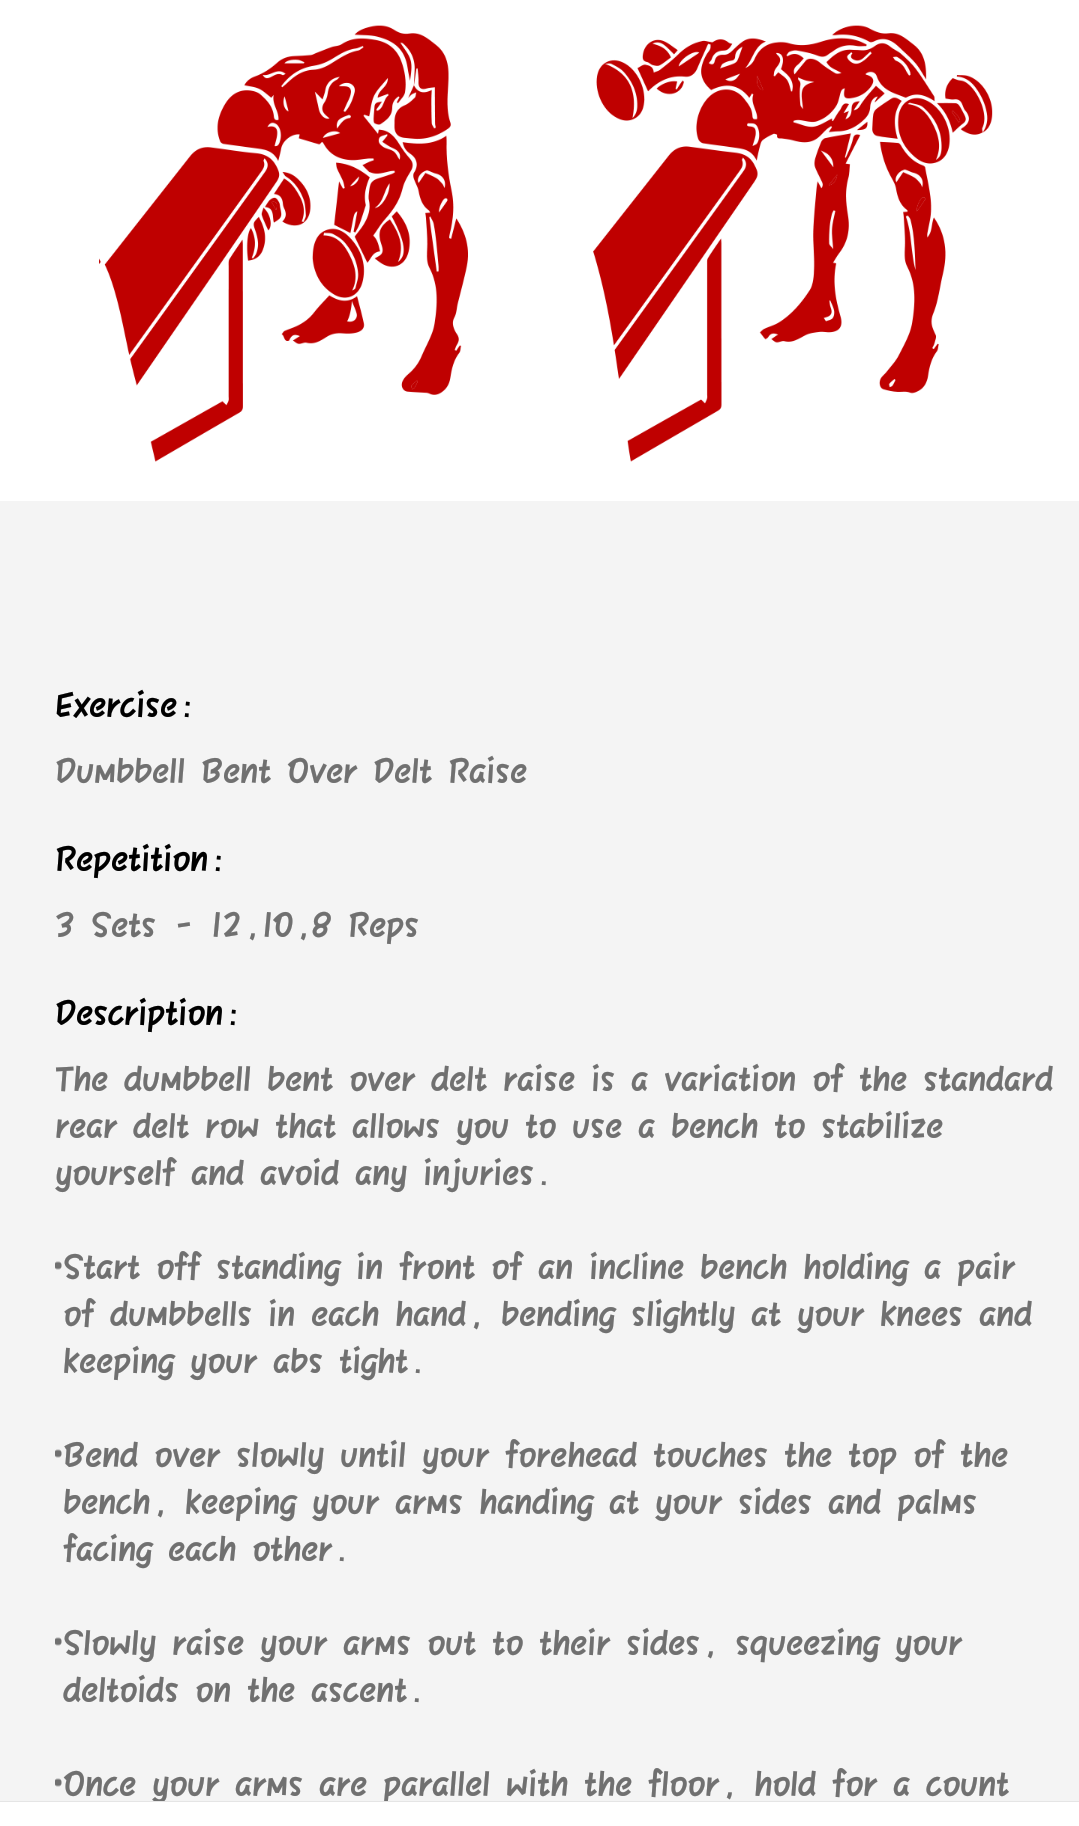 Exercise:
Dumbbell Bent Over Delt Raise
Repetition:
3 Sets - 12,10,8 Reps
Description:
The dumbbell bent over delt raise is a variation of the standard
rear delt row that allows you to use a bench to stabilize
yourself and avoid any injuries.
•Start off standing in front of an incline bench holding a pair
of dumbbells in each hand, bending slightly at your knees and
keeping your abs tight.
•Bend over slowly until your forehead touches the top of the
bench, keeping your arms handing at your sides and palms
facing each other.
•Slowly raise your arms out to their sides, squeezing your
deltoids on the ascent.
•Once your arms are parallel with the floor, hold for a count